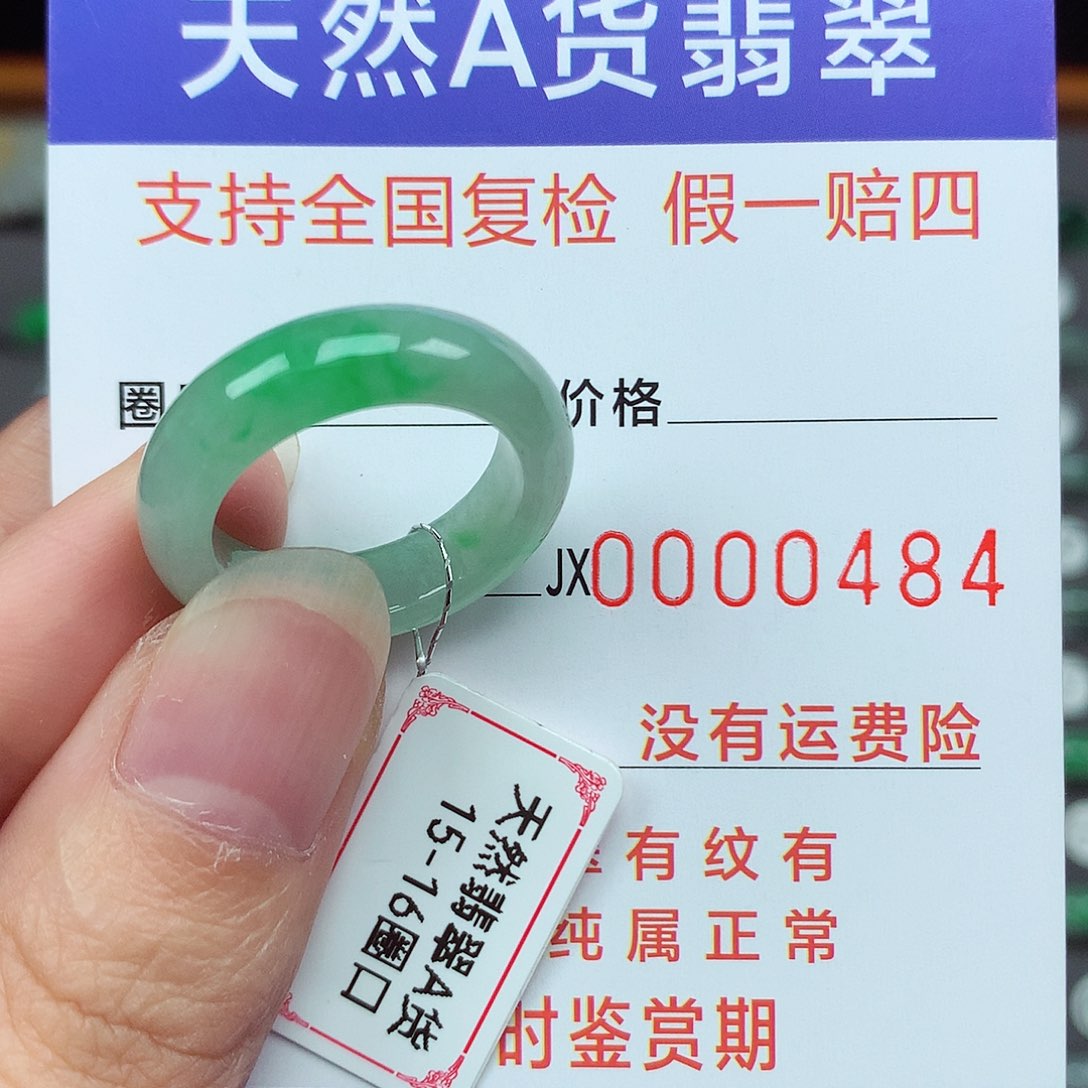 天然A货翡翠
支持全国复检 假一赔四
圈
价格
JX0000484
没有运费险
有纹有
纯属正常
时鉴赏期
天然翡翠A货
15-16圈口